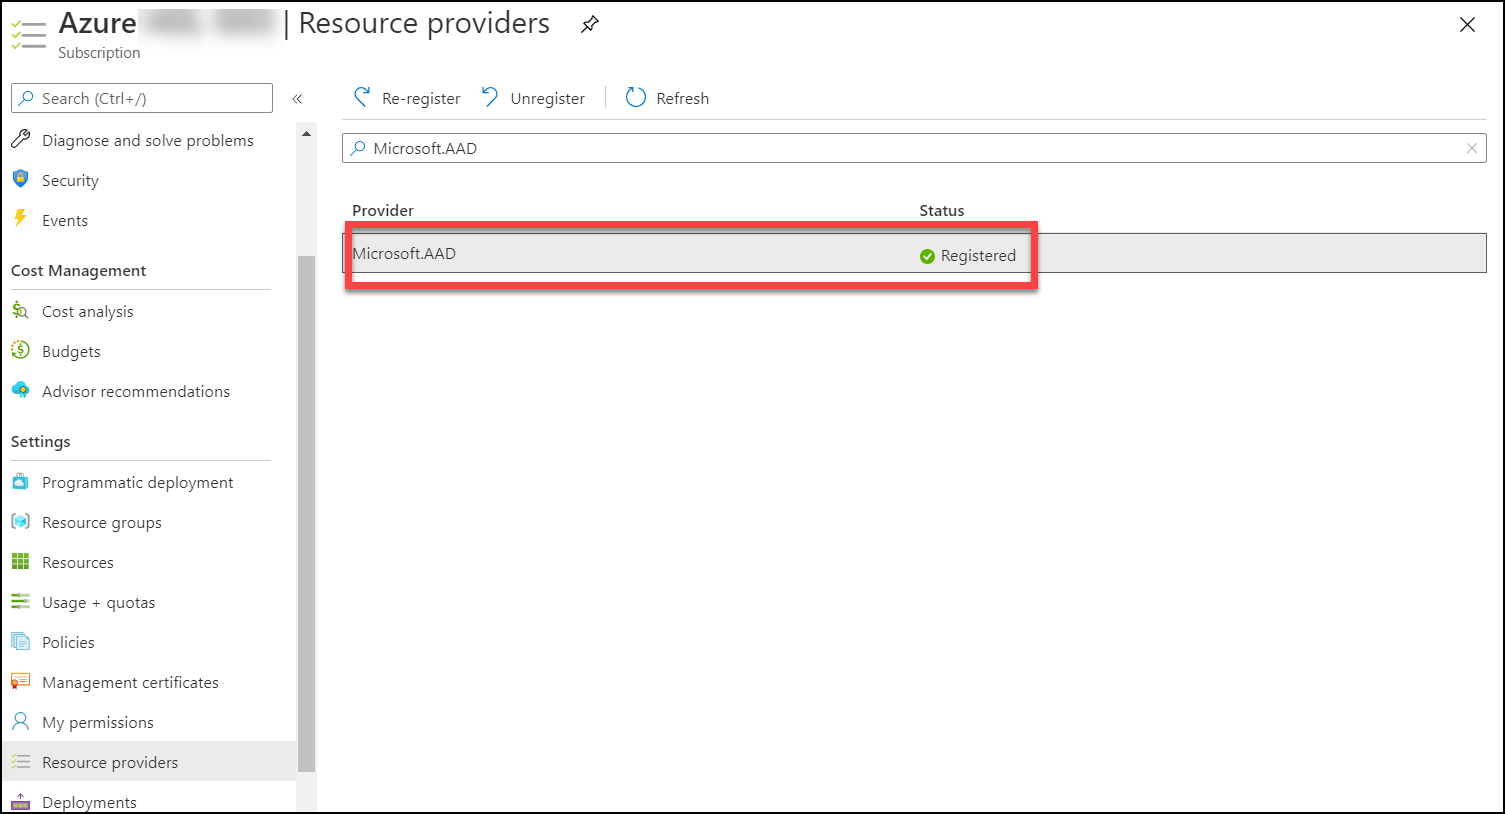 Azure | Resource providers
Subscription
Search (Ctrl+/)
«
Diagnose and solve problems
Security
Events
Cost Management
Cost analysis
Budgets
Advisor recommendations
Settings
Programmatic deployment
Resource groups
Resources
Usage + quotas
Policies
Management certificates
My permissions
Resource providers
Deployments
Re-register Unregister Refresh
Microsoft.AAD
Provider Status
Microsoft.AAD Registered